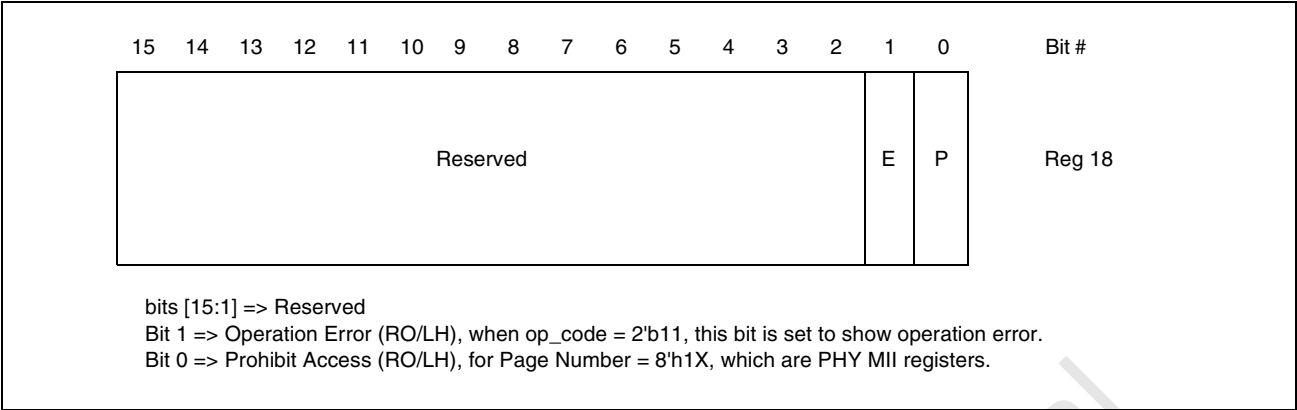 15 14 13 12 11 10 9 8 7 6 5 4 3 2 1 0 Bit #
Reserved E P Reg 18
bits [15:1] => Reserved
Bit 1 => Operation Error (RO/LH), when op_code = 2'b11, this bit is set to show operation error.
Bit 0 => Prohibit Access (RO/LH), for Page Number = 8'h1X, which are PHY MII registers.